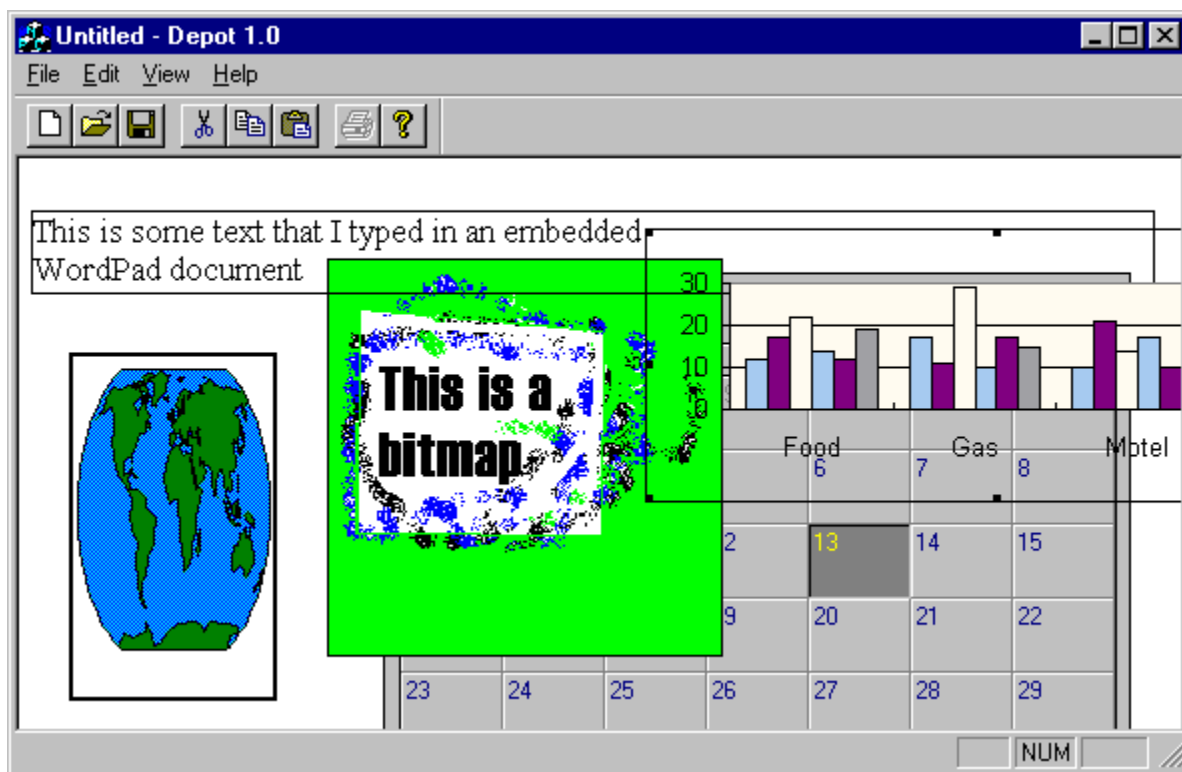 Untitled - Depot 1.0
File Edit View Help
This is some text that I typed in an embedded
WordPad document
30
20
10
0
Food Gas Motel
This is a
bitmap
6 7 8
13 14 15
20 21 22
23 24 25 26 27 28 29
NUM